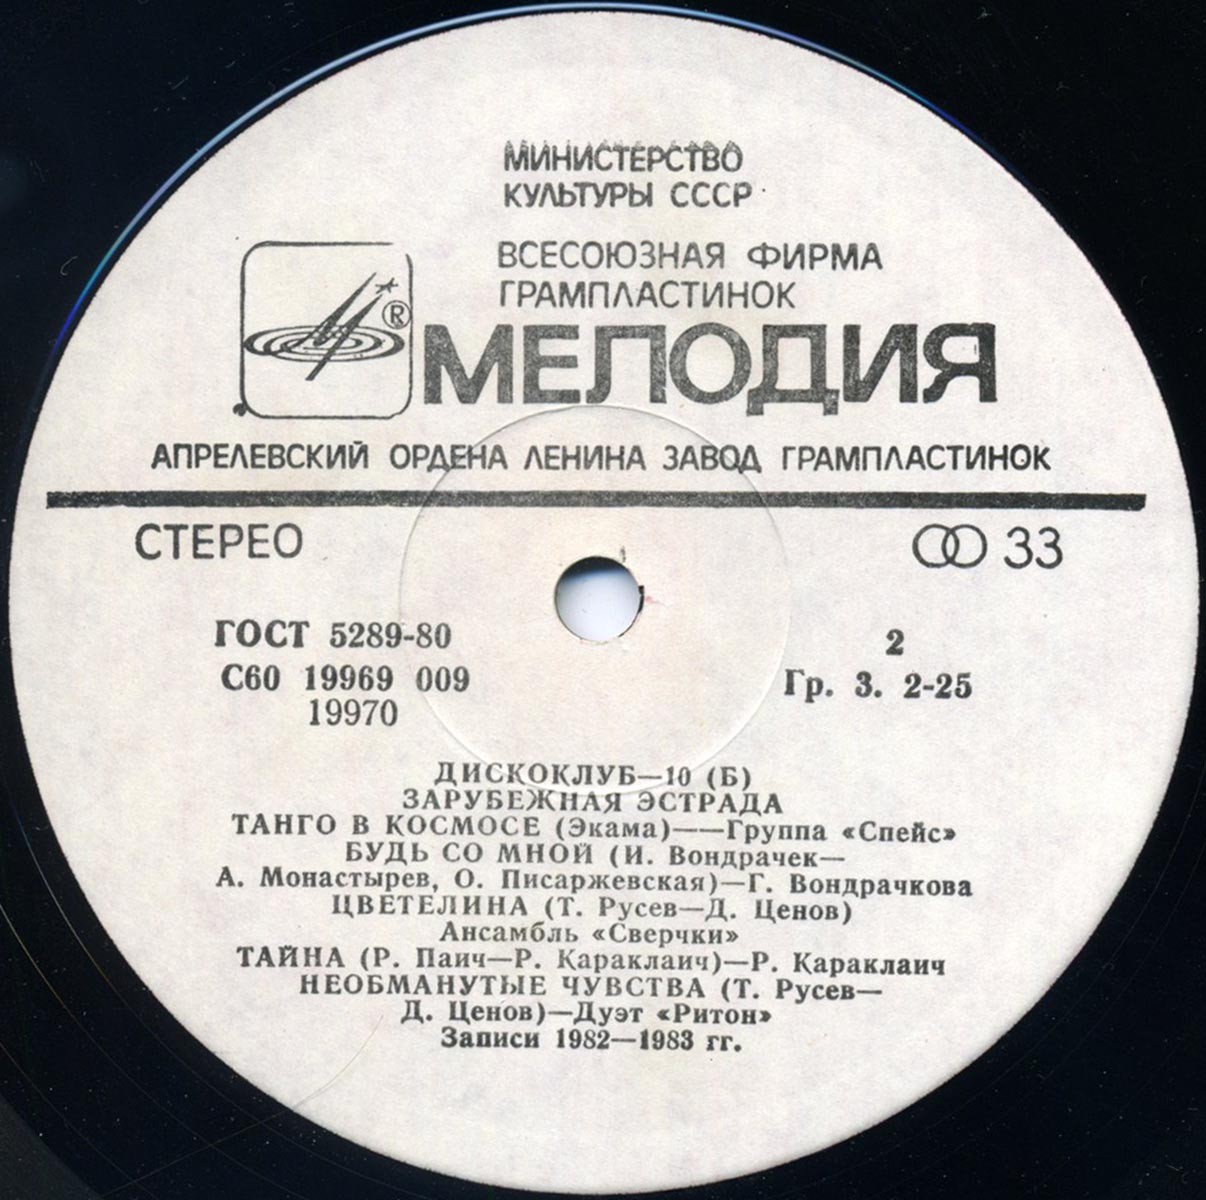 МИНИСТЕРСТВО
КУЛЬТУРЫ СССР
ВСЕСОЮЗНАЯ ФИРМА
ГРАМПЛАСТИНОК
®
МЕЛОДИЯ
АПРЕЛЕВСКИЙ ОРДЕНА ЛЕНИНА ЗАВОД ГРАМПЛАСТИНОК
СТЕРЕО
33
ГОСТ 5289-80
2
С60 19969 009
Гр. 3. 2-25
19970
ДИСКОКЛУБ—10 (Б)
ЗАРУБЕЖНАЯ ЭСТРАДА
ТАНГО В КОСМОСЕ (Экама)——Группа «Спейс»
БУДЬ СО МНОЙ (И. Вондрачек—
А. Монастырев, О. Писаржевская)—Г. Вондрачкова
ЦВЕТЕЛИНА (Т. Русев—Д. Ценов)
Ансамбль «Сверчки»
ТАЙНА (Р. Паич—Р. Караклаич)—Р. Караклаич
НЕОБМАНУТЫЕ ЧУВСТВА (Т. Русев—
Д. Ценов)—Дуэт «Ритон»
Записи 1982—1983 гг.